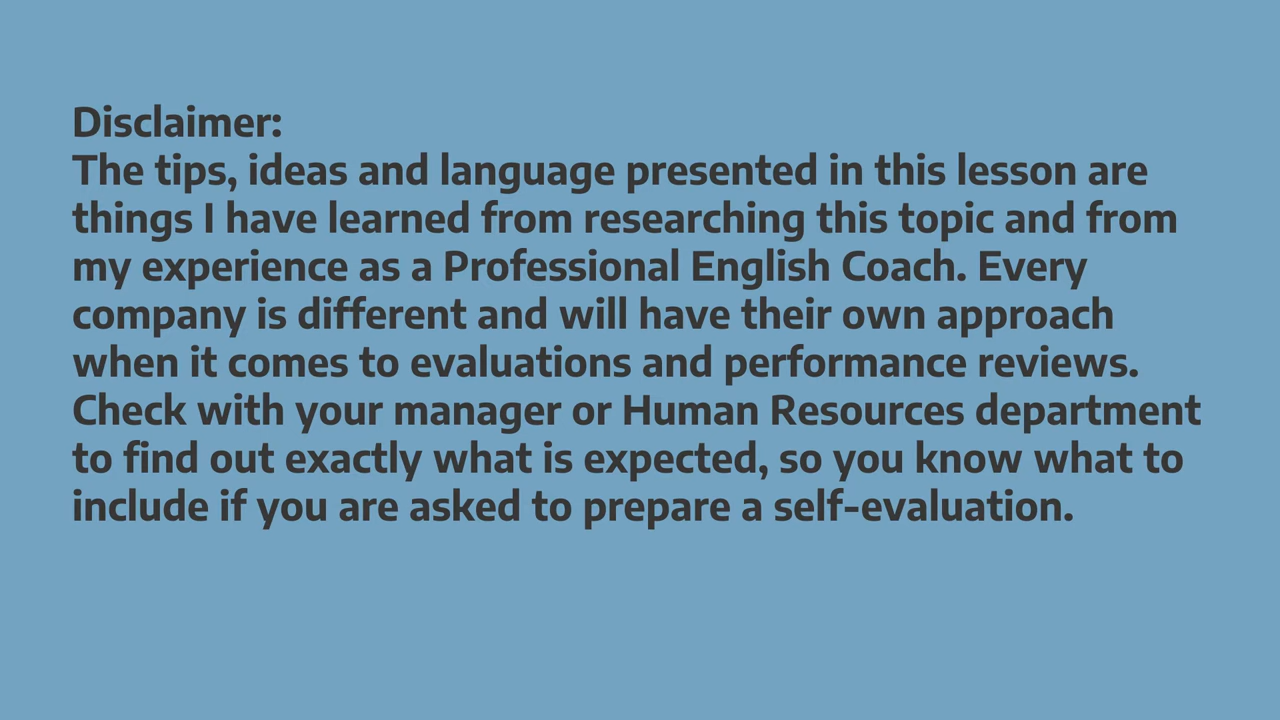 Disclaimer:
The tips, ideas and language presented in this lesson are
things I have learned from researching this topic and from
my experience as a Professional English Coach. Every
company is different and will have their own approach
when it comes to evaluations and performance reviews.
Check with your manager or Human Resources department
to find out exactly what is expected, so you know what to
include if you are asked to prepare a self-evaluation.